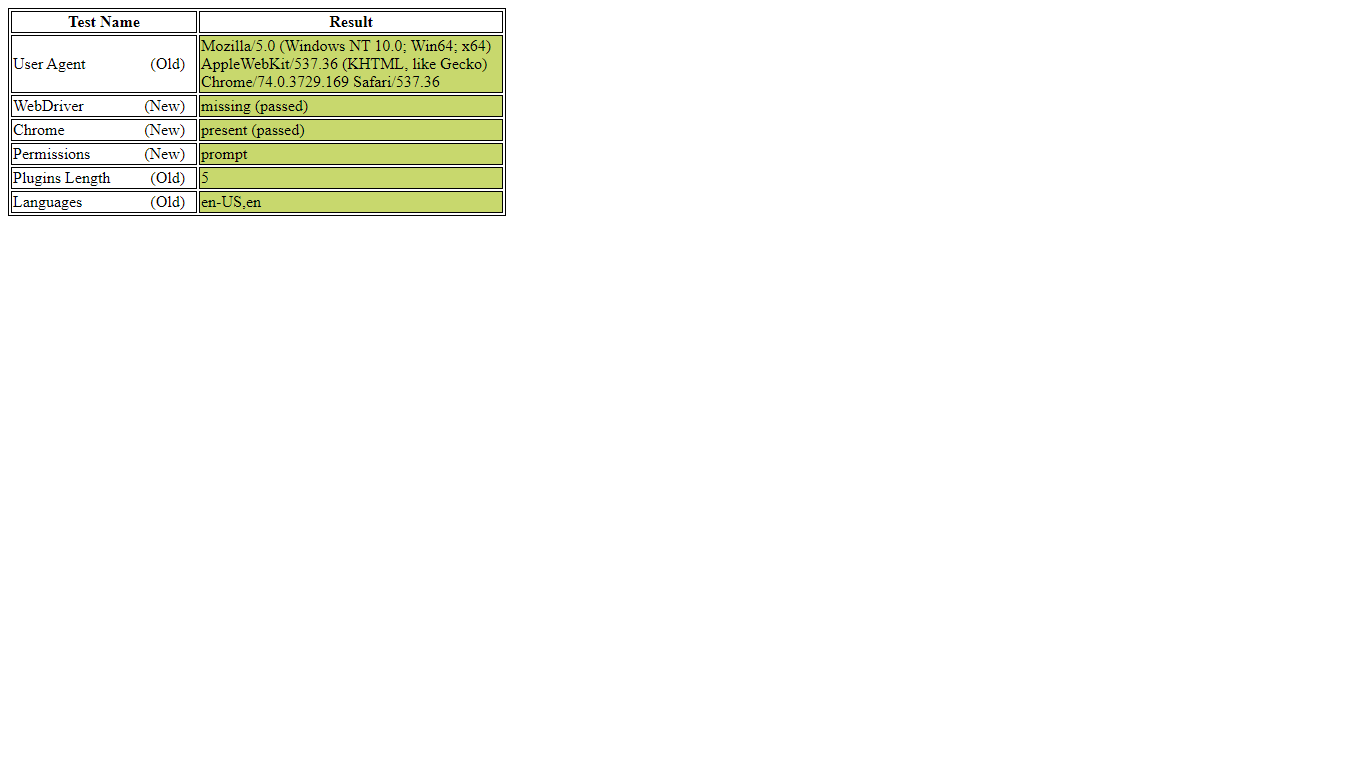 Test Name Result
User Agent (Old) Mozilla/5.0 (Windows NT 10.0; Win64; x64)
AppleWebKit/537.36 (KHTML, like Gecko)
Chrome/74.0.3729.169 Safari/537.36
WebDriver (New) missing (passed)
Chrome (New) present (passed)
Permissions (New) prompt
Plugins Length (Old) 5
Languages (Old) en-US,en